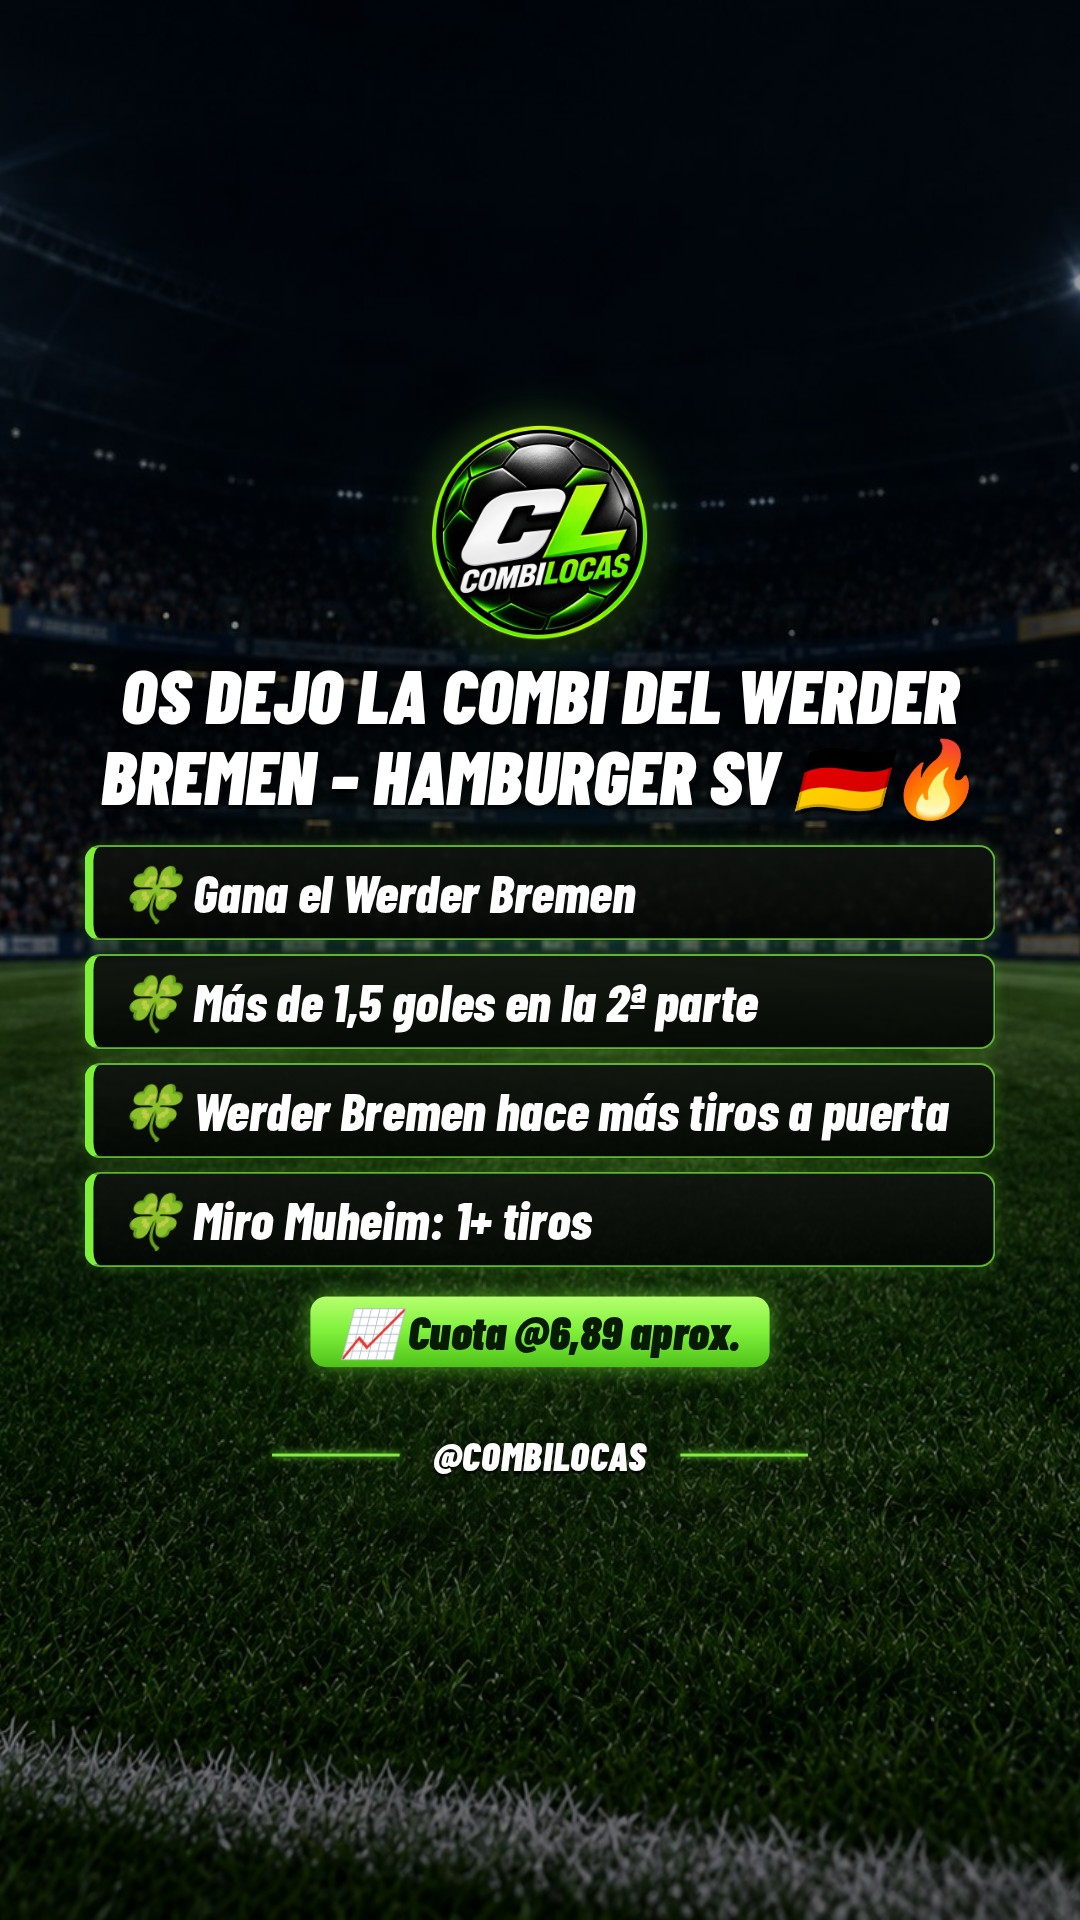 CL
COMBILOCAS
OS DEJO LA COMBI DEL WERDER
BREMEN - HAMBURGER SV 🇩🇪🔥
🍀 Gana el Werder Bremen
🍀 Más de 1,5 goles en la 2ª parte
🍀 Werder Bremen hace más tiros a puerta
🍀 Miro Muheim: 1+ tiros
📈 Cuota @6,89 aprox.
@COMBILOCAS